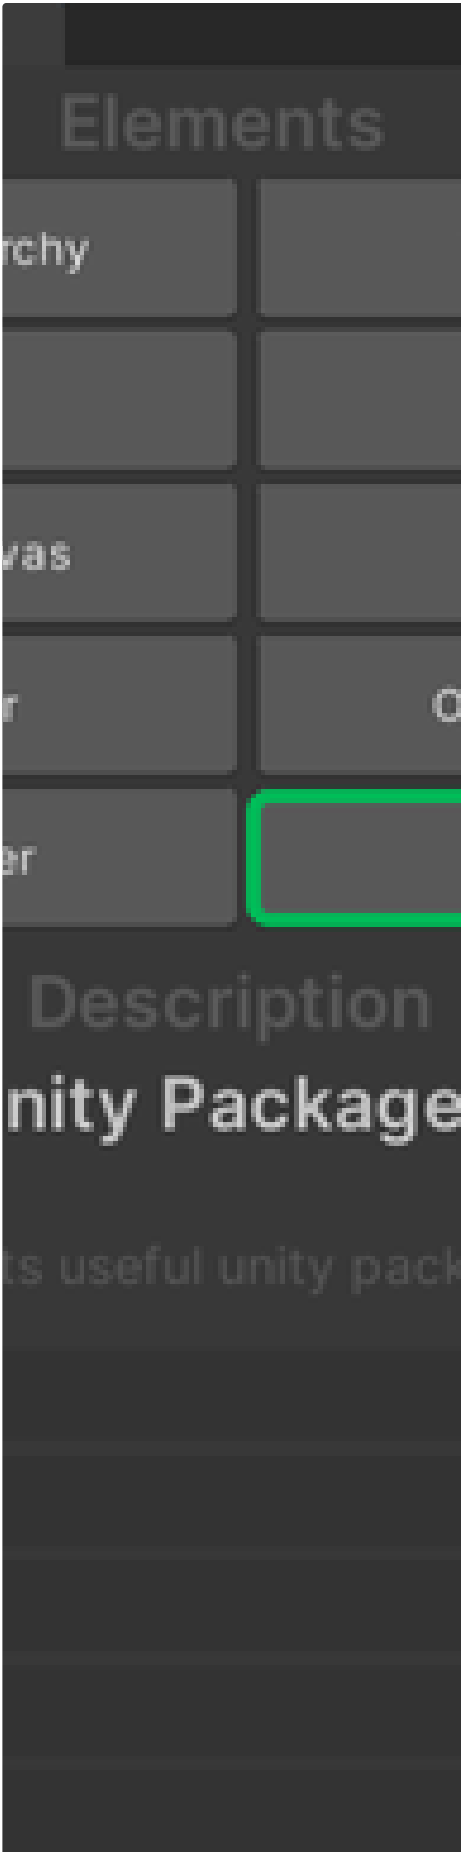 Elements
rchy
vas
r
O
er
Description
nity Package
ts useful unity pack